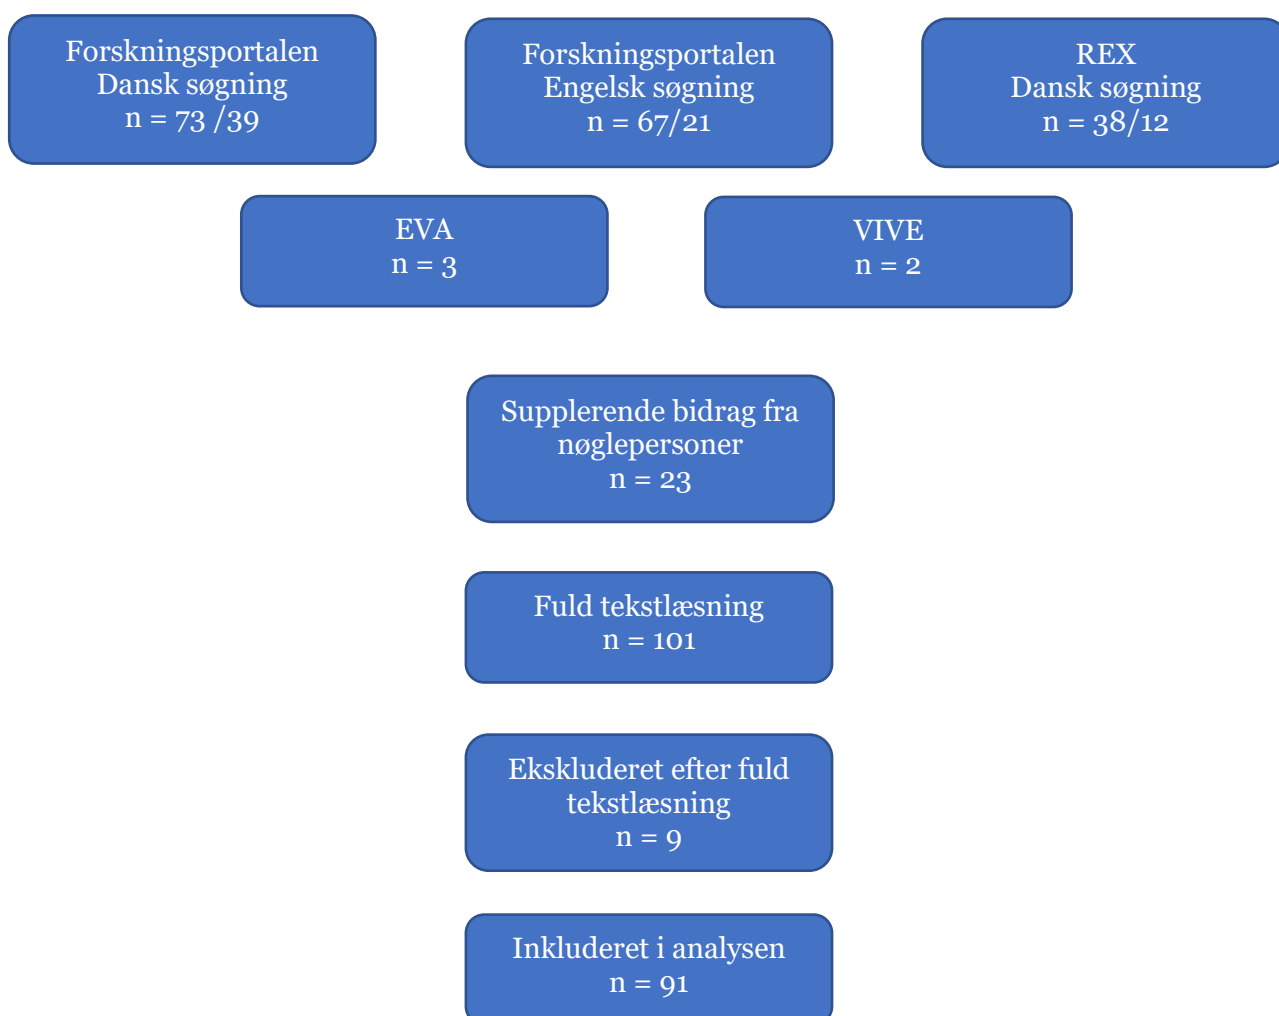 Forskningsportalen
Dansk søgning
n = 73 /39
Forskningsportalen
Engelsk søgning
n = 67/21
REX
Dansk søgning
n = 38/12
EVA
n = 3
VIVE
n = 2
Supplerende bidrag fra
nøglepersoner
n = 23
Fuld tekstlæsning
n = 101
Ekskluderet efter fuld
tekstlæsning
n = 9
Inkluderet i analysen
n = 91